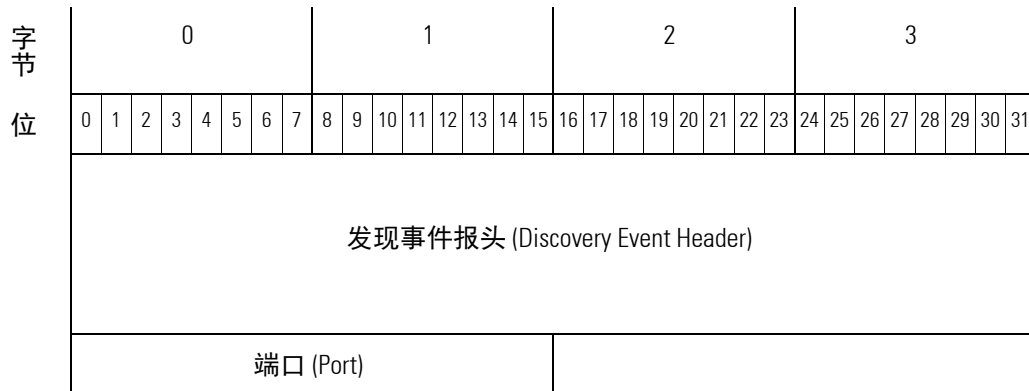 字节 0 1 2 3
位 0 1 2 3 4 5 6 7 8 9 10 11 12 13 14 15 16 17 18 19 20 21 22 23 24 25 26 27 28 29 30 31
发现事件报头 (Discovery Event Header)
端口 (Port)